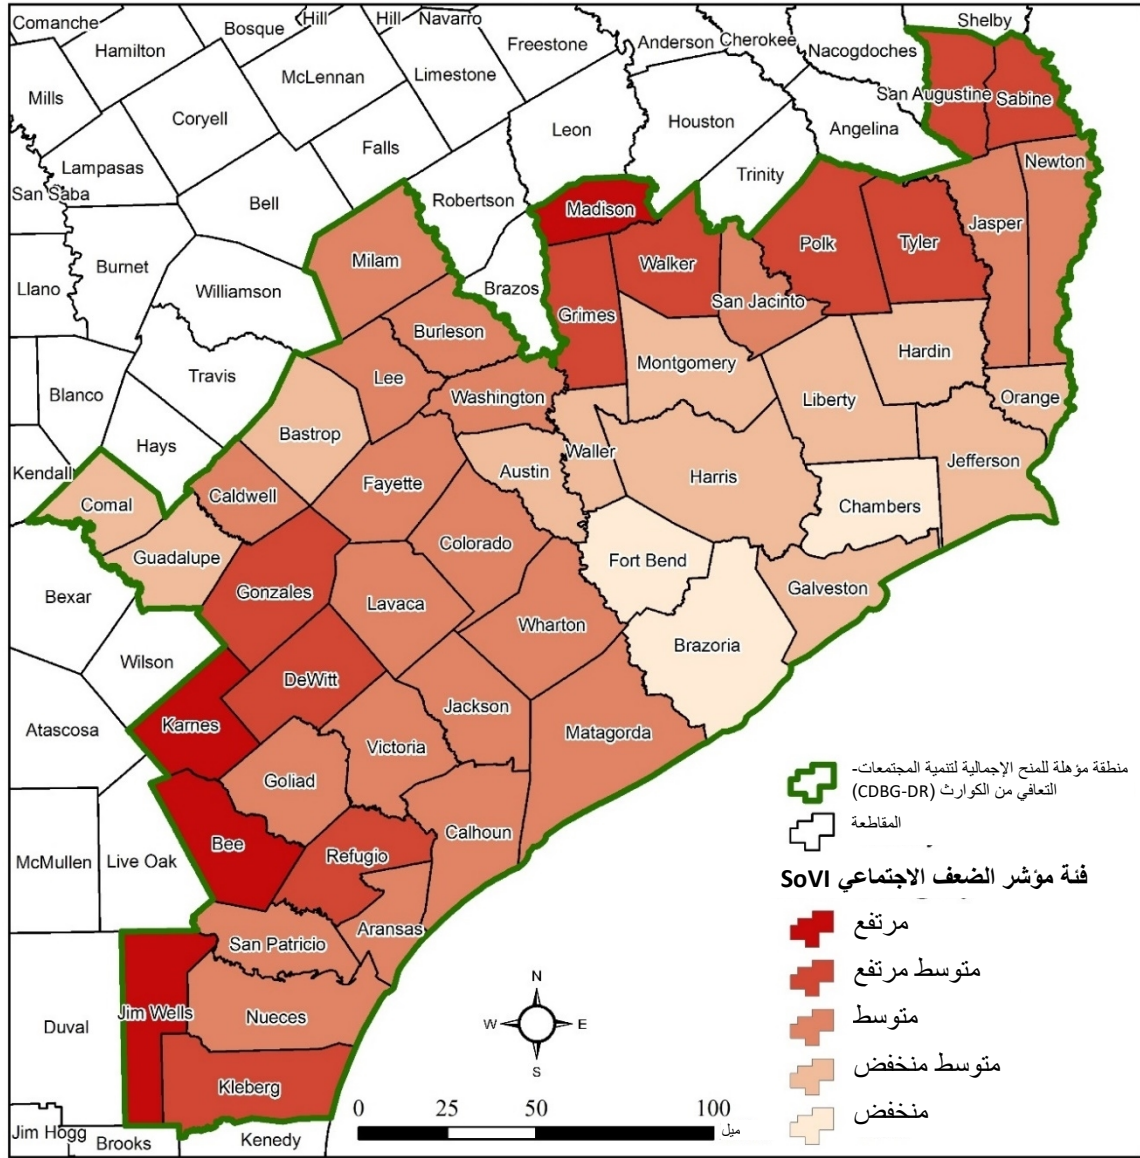 Comanche
Hill
Hill
Navarro
Shelby
Bosque
Hamilton
Freestone
Anderson
Cherokee
Nacogdoches
McLennan
Limestone
Mills
San Augustine
Sabine
Coryell
Leon
Houston
Angelina
Falls
Newton
Lampasas
Trinity
San Saba
Bell
Robertson
Madison
Jasper
Polk
Tyler
Milam
Walker
Burnet
Llano
Williamson
Brazos
San Jacinto
Grimes
Burleson
Hardin
Montgomery
Travis
Lee
Blanco
Washington
Liberty
Orange
Bastrop
Hays
Waller
Jefferson
Kendall
Austin
Harris
Fayette
Caldwell
Comal
Chambers
Colorado
Guadalupe
Fort Bend
Galveston
Gonzales
Bexar
Lavaca
Wharton
Brazoria
Wilson
DeWitt
Jackson
Karnes
Atascosa
Matagorda
Victoria
Goliad
Calhoun
Bee
Refugio
McMullen
Live Oak
Aransas
San Patricio
Jim Wells
Nueces
Duval
Kleberg
Jim Hogg
Brooks
Kenedy
منطقة مؤهلة للمنح الإجمالية لتنمية المجتمعات-
التعافي من الكوارث (CDBG-DR)
المقاطعة
فئة مؤشر الضعف الاجتماعي SoVI
مرتفع
متوسط مرتفع
متوسط
متوسط منخفض
منخفض
N
W
E
S
0 25 50 100
ميل